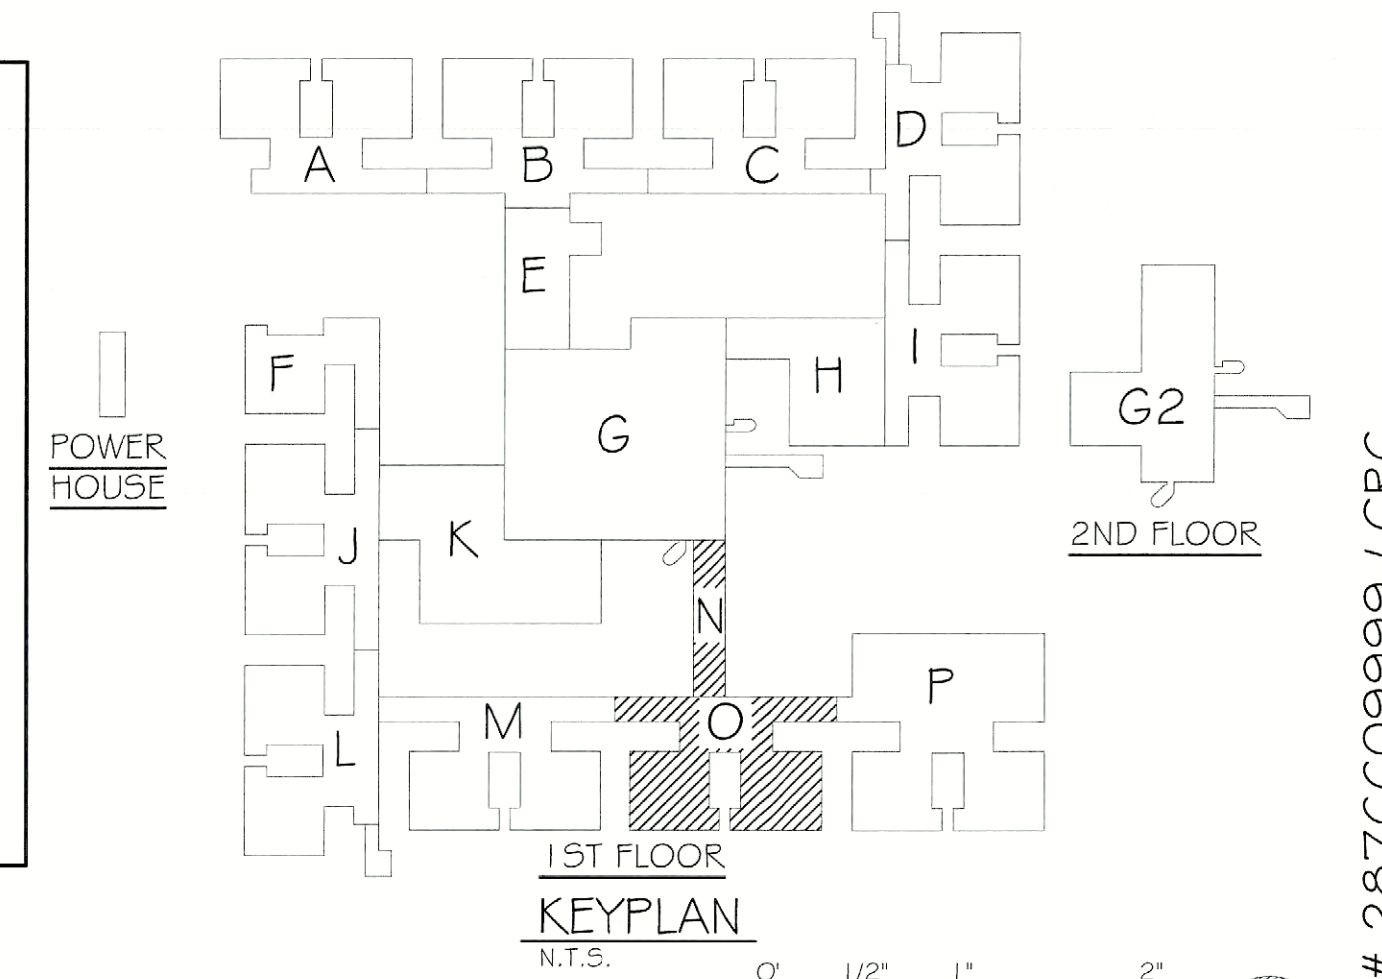 A
B
C
D
E
F
G
H
I
G2
POWER
HOUSE
2ND FLOOR
J
K
N
P
M
O
L
1ST FLOOR
KEYPLAN
N.T.S.
0' 1/2" 1" 2"